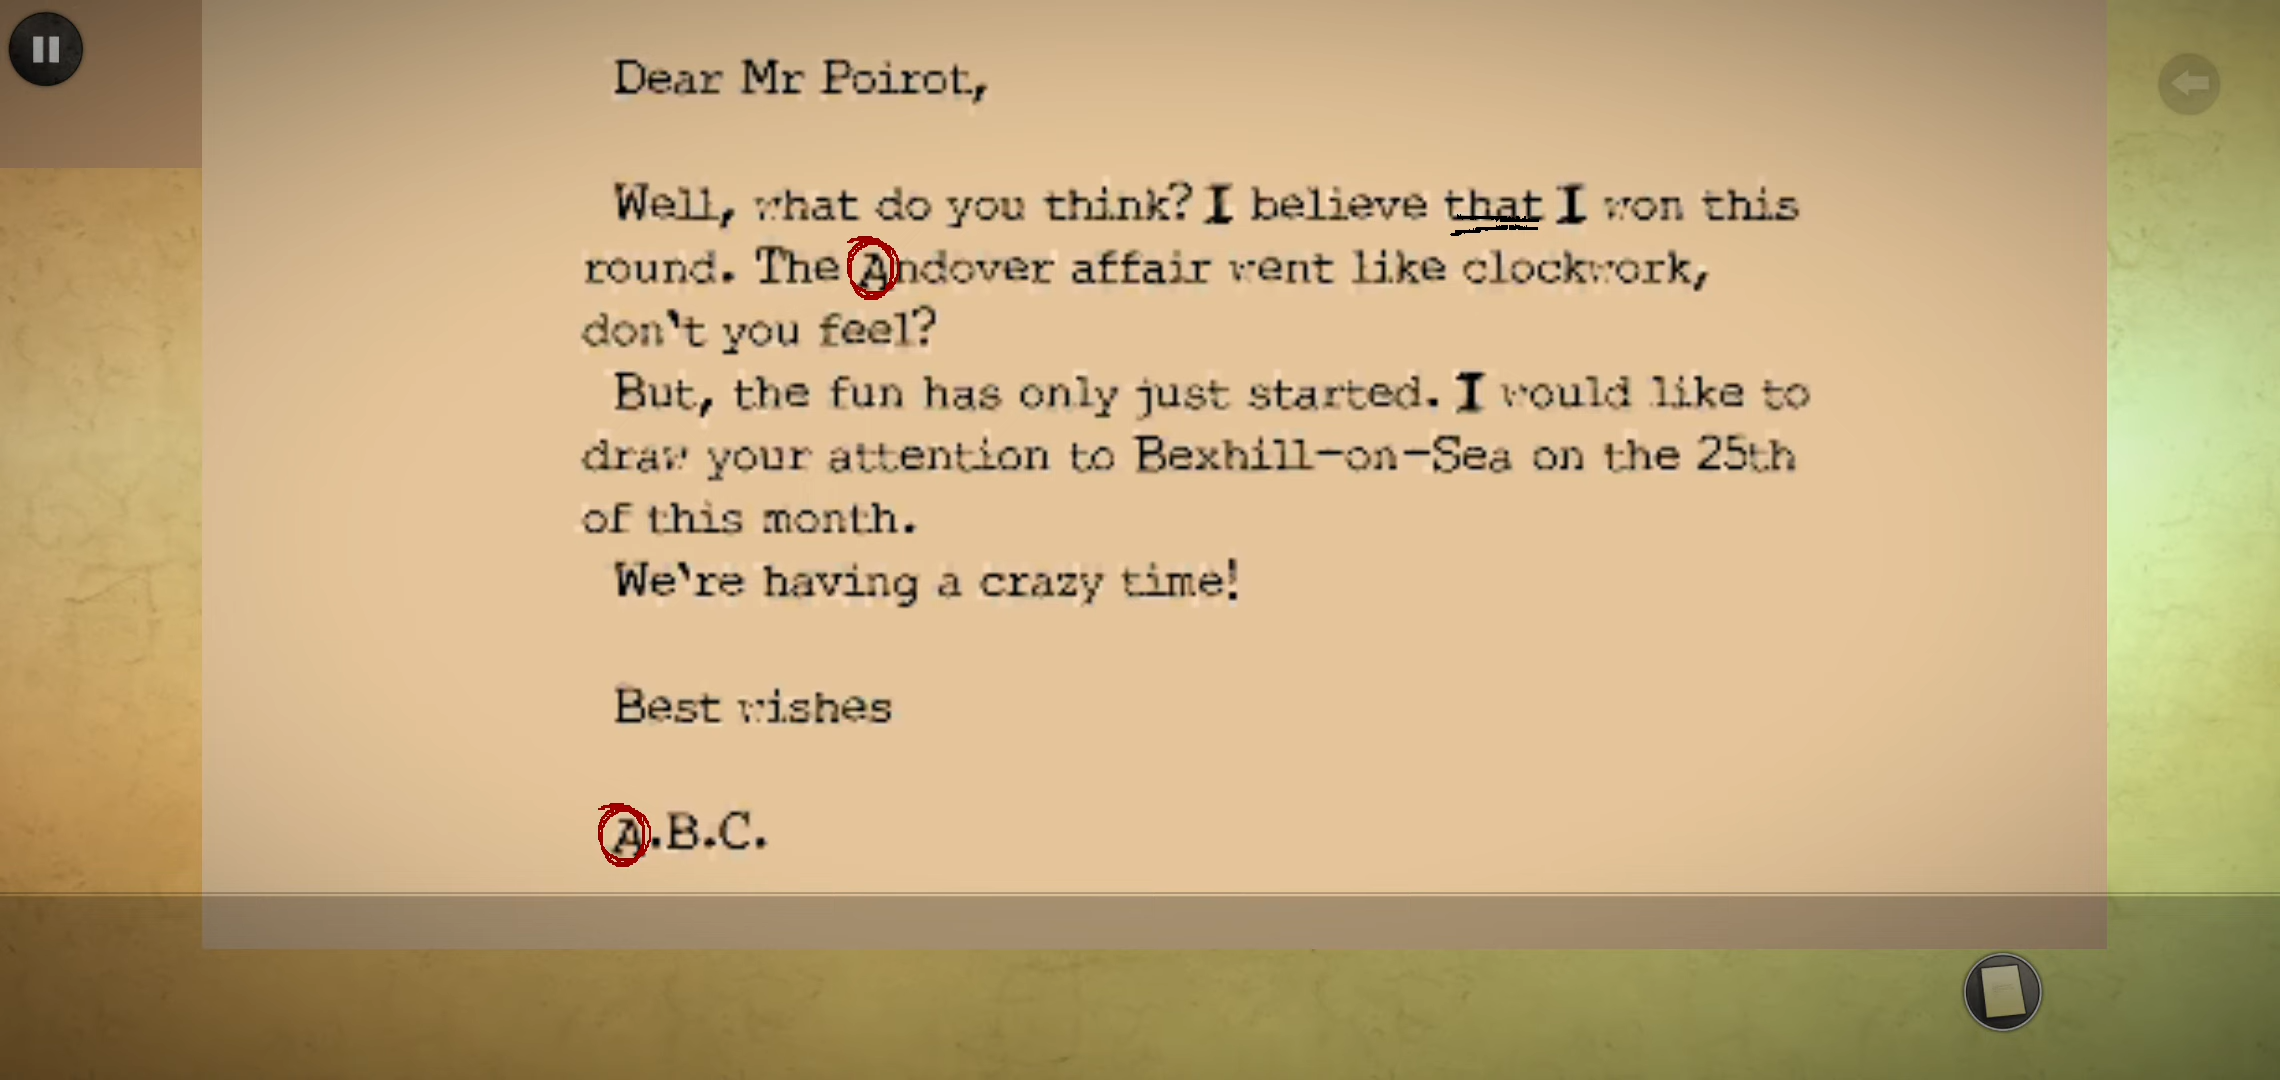 Dear Mr Poirot,
Well, what do you think? I believe that I won this
round. The Andover affair went like clockwork,
don't you feel?
But, the fun has only just started. I would like to
draw your attention to Bexhill-on-Sea on the 25th
of this month.
We're having a crazy time!
Best wishes
A.B.C.